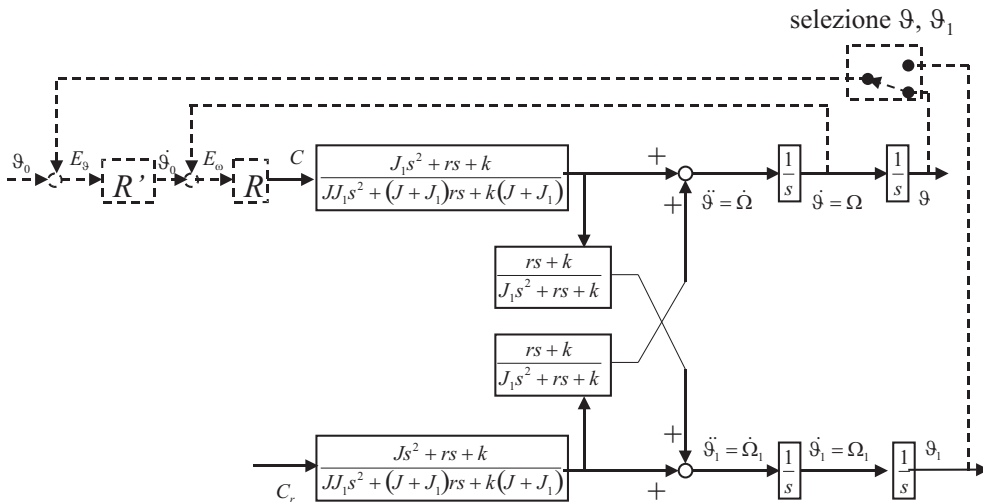 selezione ϑ, ϑ₁
ϑ₀
E_ϑ
R'
ϑ̇₀
E_ω
R
C
J₁s² + rs + k
JJ₁s² + (J + J₁)rs + k(J + J₁)
+
+
ϑ̈ = Ω̇
1
s
ϑ̇ = Ω
1
s
ϑ
rs + k
J₁s² + rs + k
rs + k
J₁s² + rs + k
C_r
Js² + rs + k
JJ₁s² + (J + J₁)rs + k(J + J₁)
+
+
ϑ̈₁ = Ω̇₁
1
s
ϑ̇₁ = Ω₁
1
s
ϑ₁